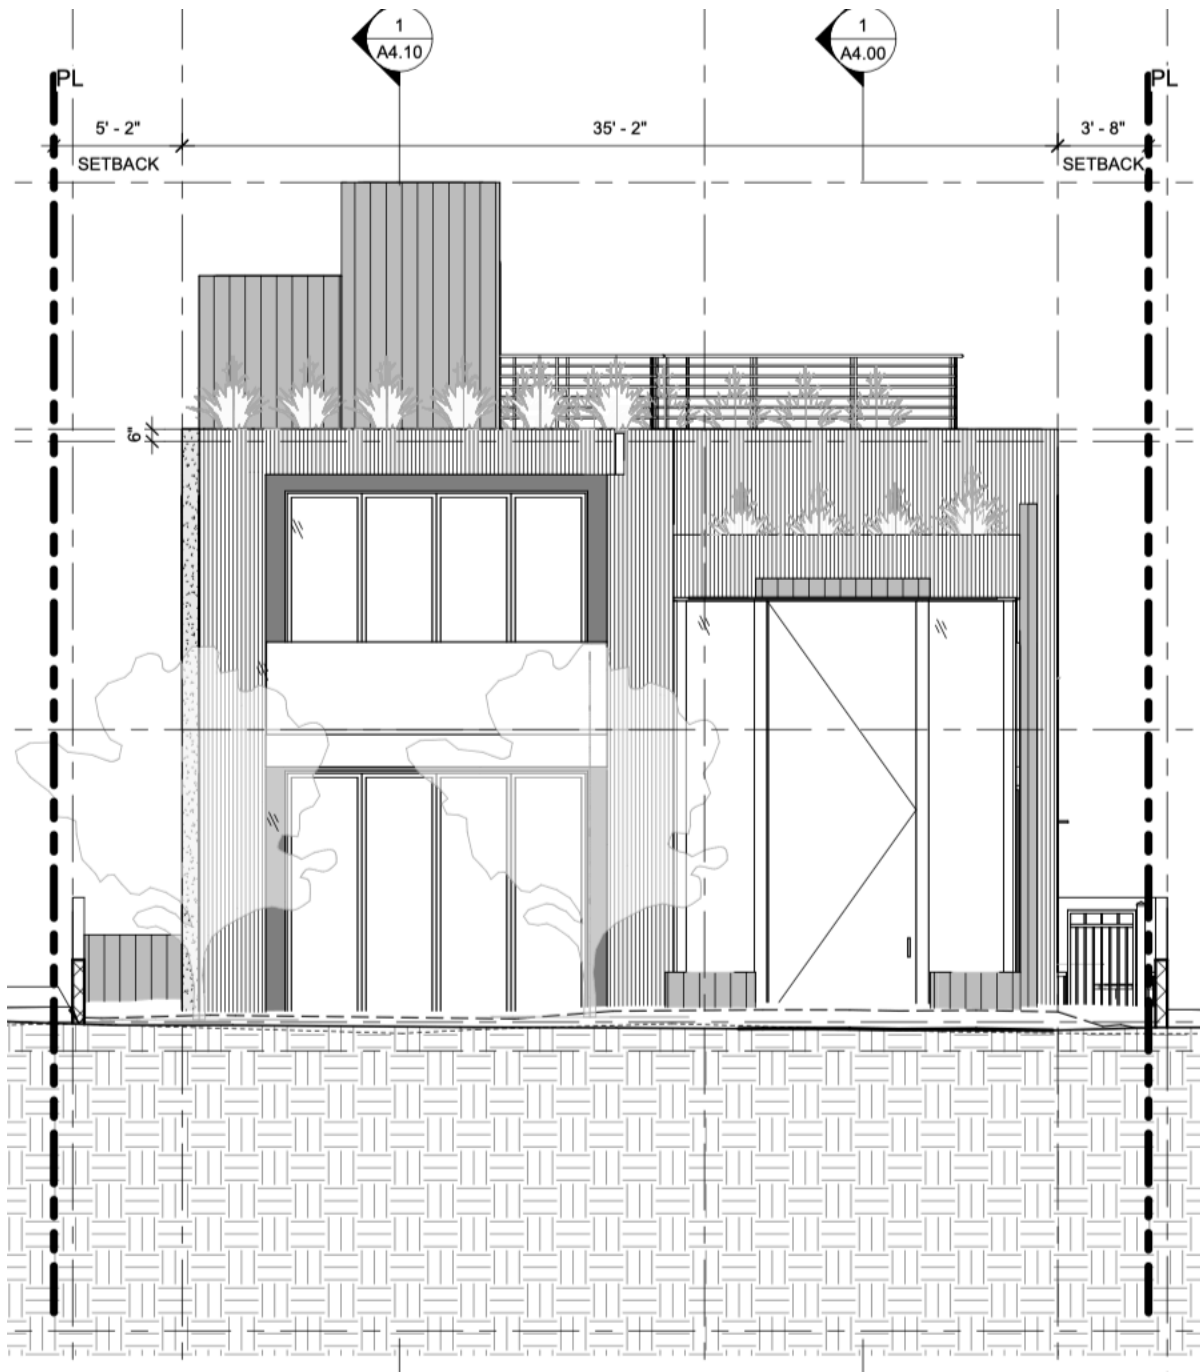 1
A4.10
1
A4.00
PL
PL
5' - 2"
35' - 2"
3' - 8"
SETBACK
SETBACK
6"